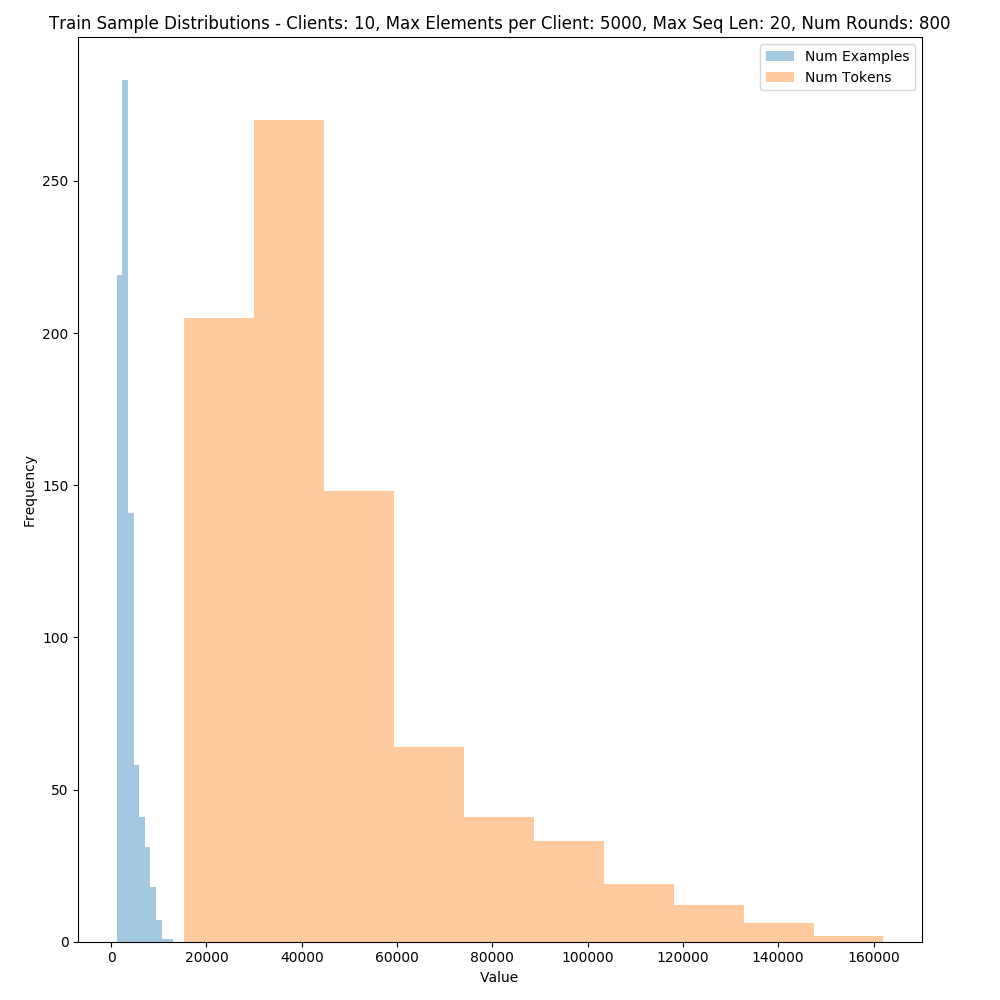 Train Sample Distributions - Clients: 10, Max Elements per Client: 5000, Max Seq Len: 20, Num Rounds: 800
Num Examples
Num Tokens
250
200
150
100
50
0
Frequency
0 20000 40000 60000 80000 100000 120000 140000 160000
Value